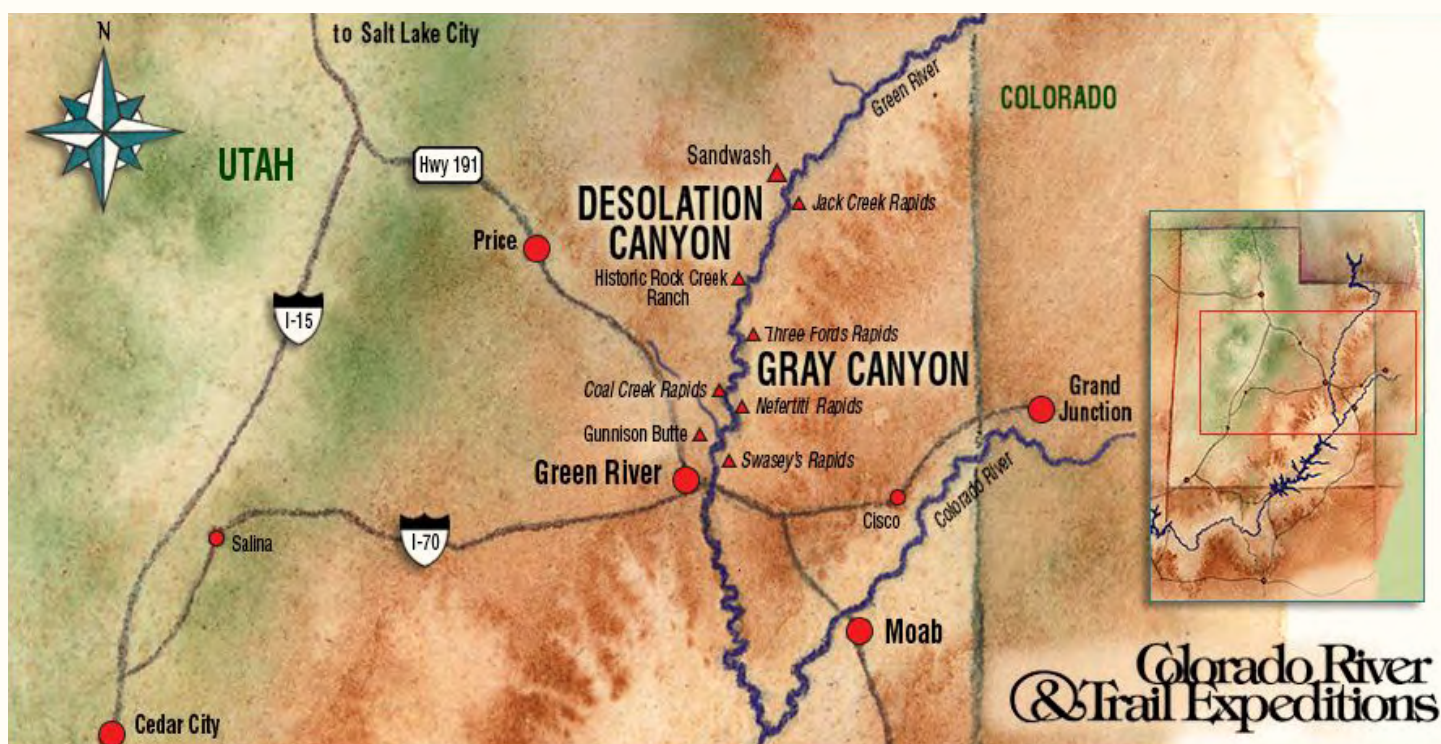 N
to Salt Lake City
Green River
COLORADO
UTAH
Hwy 191
Sandwash
Jack Creek Rapids
DESOLATION
CANYON
Price
Historic Rock Creek
Ranch
I-15
Three Fords Rapids
GRAY CANYON
Coal Creek Rapids
Nefertiti Rapids
Grand
Junction
Gunnison Butte
Swasey's Rapids
Green River
Colorado River
Cisco
Salina
I-70
Moab
Cedar City
Colorado River
& Trail Expeditions